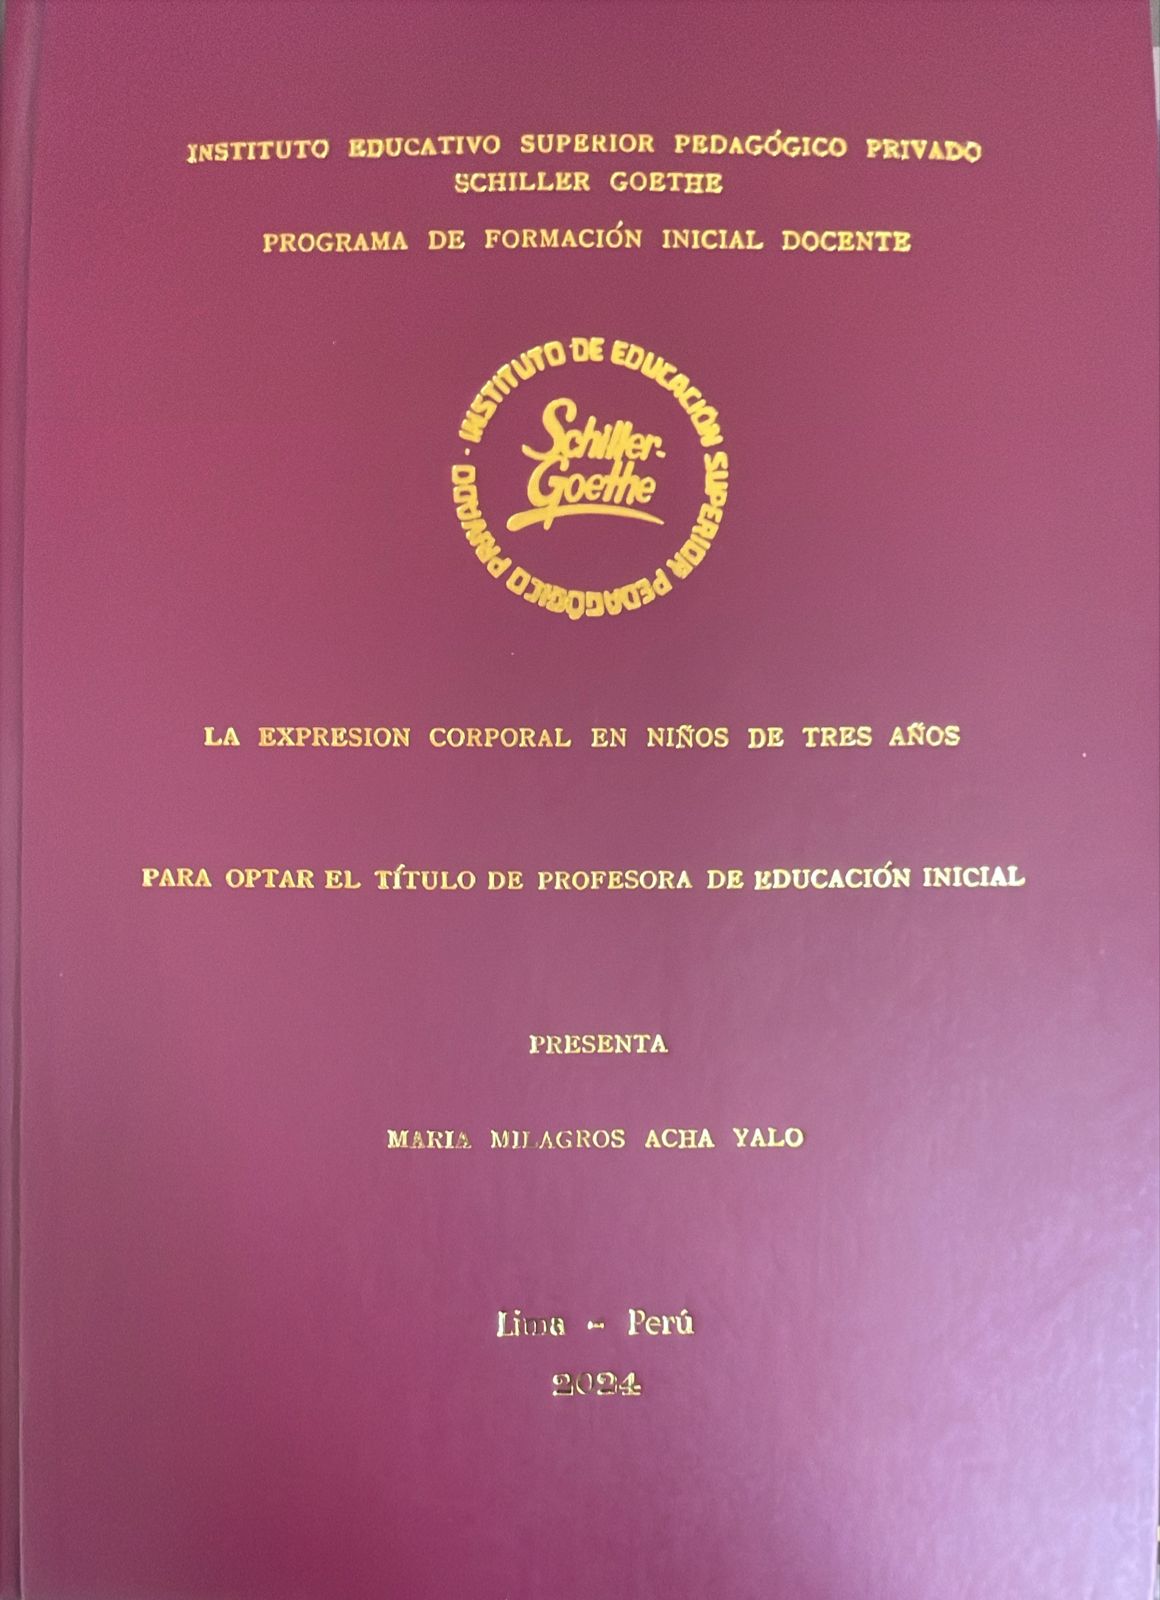 INSTITUTO EDUCATIVO SUPERIOR PEDAGÓGICO PRIVADO
SCHILLER GOETHE
PROGRAMA DE FORMACIÓN INICIAL DOCENTE
INSTITUTO DE EDUCACIÓN SUPERIOR PEDAGÓGICO PRIVADO ·
Schiller-
Goethe
LA EXPRESION CORPORAL EN NIÑOS DE TRES AÑOS
PARA OPTAR EL TÍTULO DE PROFESORA DE EDUCACIÓN INICIAL
PRESENTA
MARIA MILAGROS ACHA YALO
Lima - Perú
2024